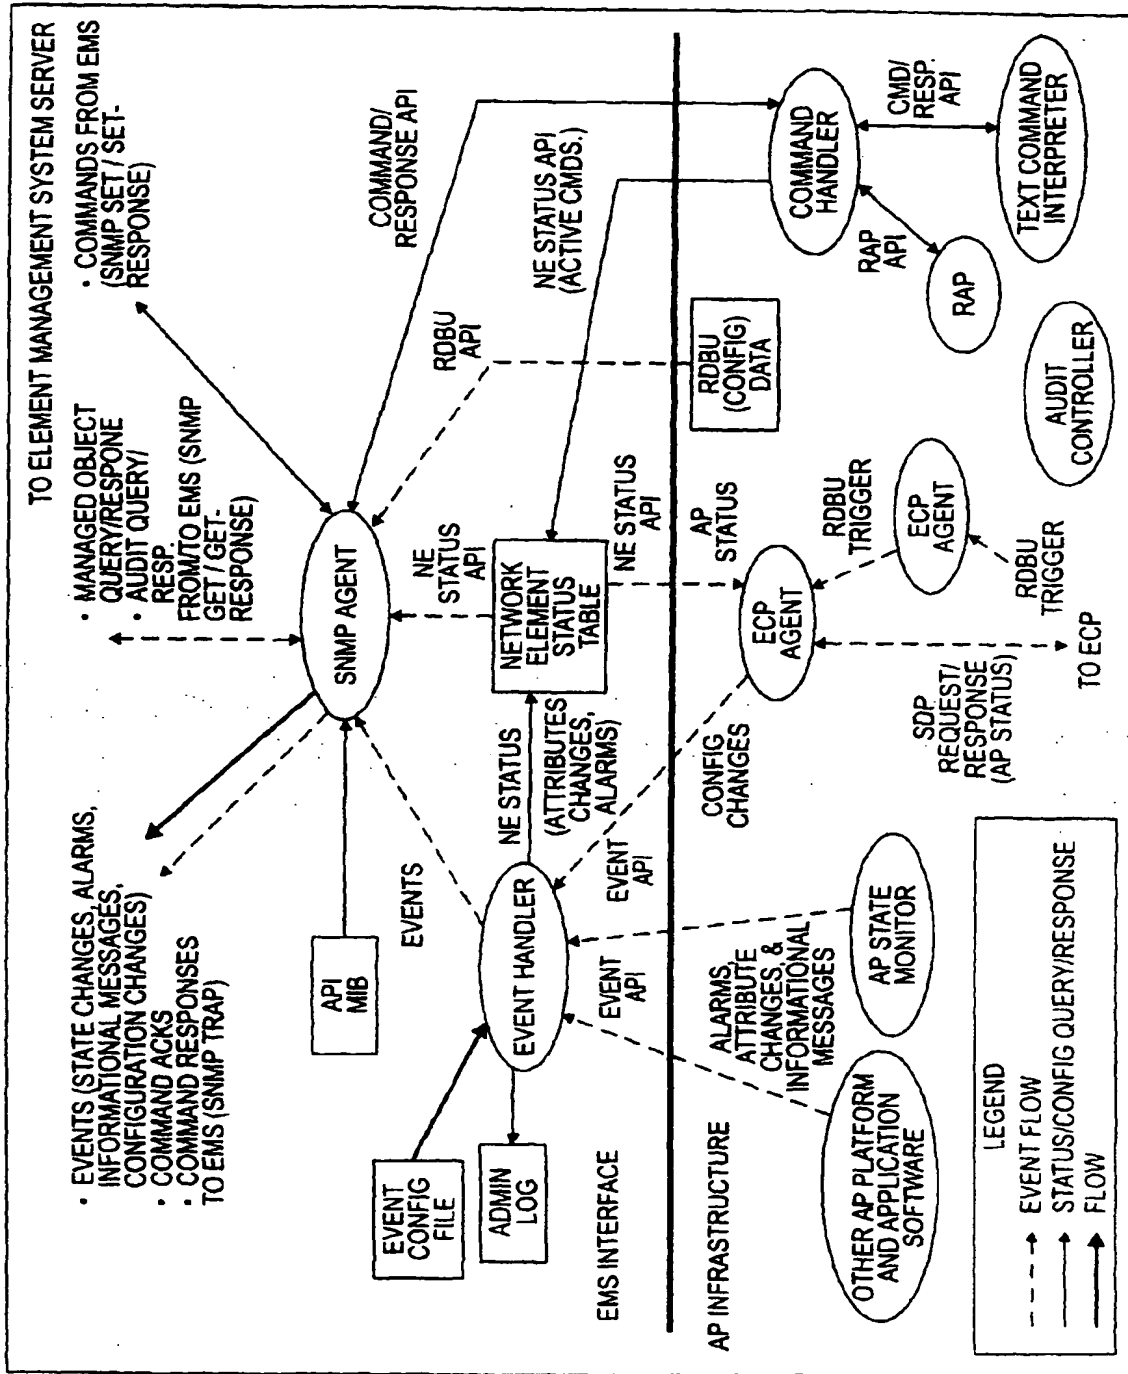 TO ELEMENT MANAGEMENT SYSTEM SERVER
• EVENTS (STATE CHANGES, ALARMS,
INFORMATIONAL MESSAGES,
CONFIGURATION CHANGES)
• COMMAND ACKS
• COMMAND RESPONSES
TO EMS (SNMP TRAP)
• MANAGED OBJECT
QUERY/RESPONE
• AUDIT QUERY/
RESP.
FROM/TO EMS (SNMP
GET / GET-
RESPONSE)
• COMMANDS FROM EMS
(SNMP SET / SET-
RESPONSE)
API
MIB
SNMP AGENT
COMMAND/
RESPONSE API
EVENTS
NE
STATUS
API
RDBU
API
EVENT
CONFIG
FILE
ADMIN
LOG
EVENT HANDLER
NE STATUS
(ATTRIBUTES
CHANGES,
ALARMS)
NETWORK
ELEMENT
STATUS
TABLE
NE STATUS API
(ACTIVE CMDS.)
EMS INTERFACE
EVENT
API
EVENT
API
NE STATUS
API
AP INFRASTRUCTURE
ALARMS,
ATTRIBUTE
CHANGES, &
INFORMATIONAL
MESSAGES
CONFIG
CHANGES
AP
STATUS
RDBU
(CONFIG)
DATA
COMMAND
HANDLER
OTHER AP PLATFORM
AND APPLICATION
SOFTWARE
AP STATE
MONITOR
ECP
AGENT
RDBU
TRIGGER
ECP
AGENT
RAP
API
RAP
CMD/
RESP.
API
SDP
REQUEST/
RESPONSE
(AP STATUS)
RDBU
TRIGGER
TO ECP
AUDIT
CONTROLLER
TEXT COMMAND
INTERPRETER
LEGEND
EVENT FLOW
STATUS/CONFIG QUERY/RESPONSE
FLOW